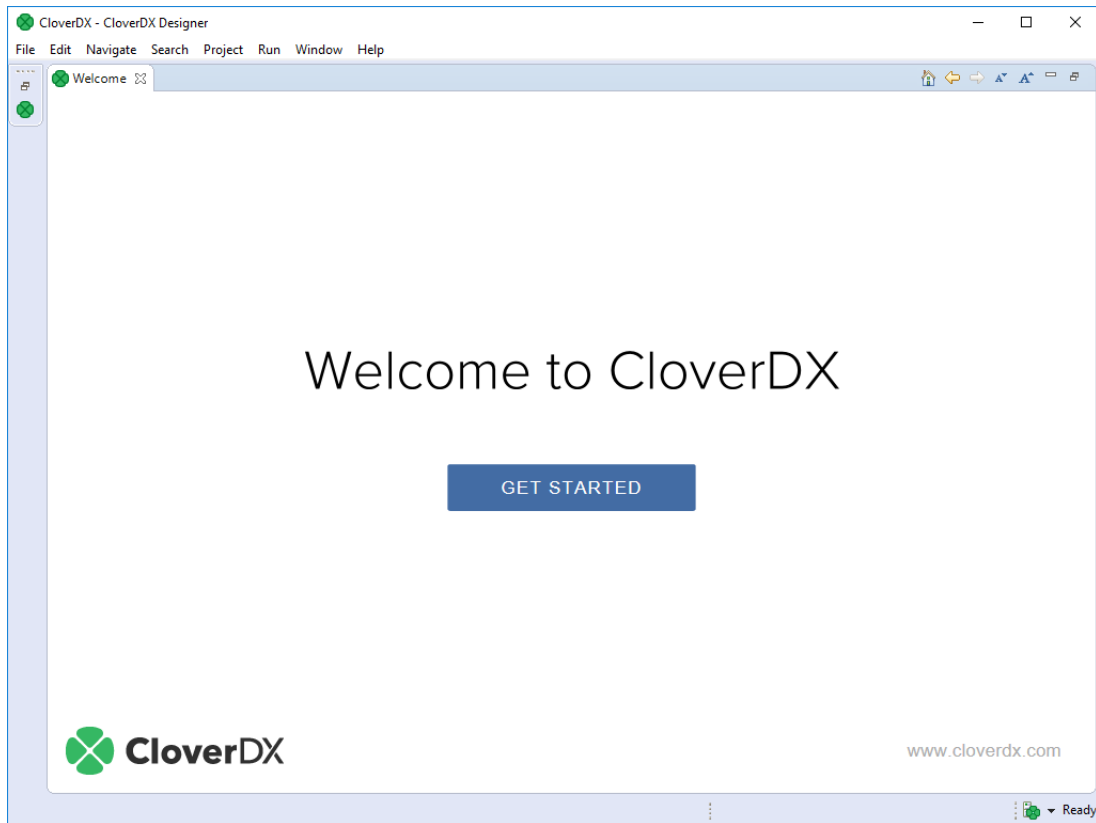 CloverDX - CloverDX Designer
File Edit Navigate Search Project Run Window Help
Welcome
Welcome to CloverDX
GET STARTED
CloverDX
www.cloverdx.com
Ready